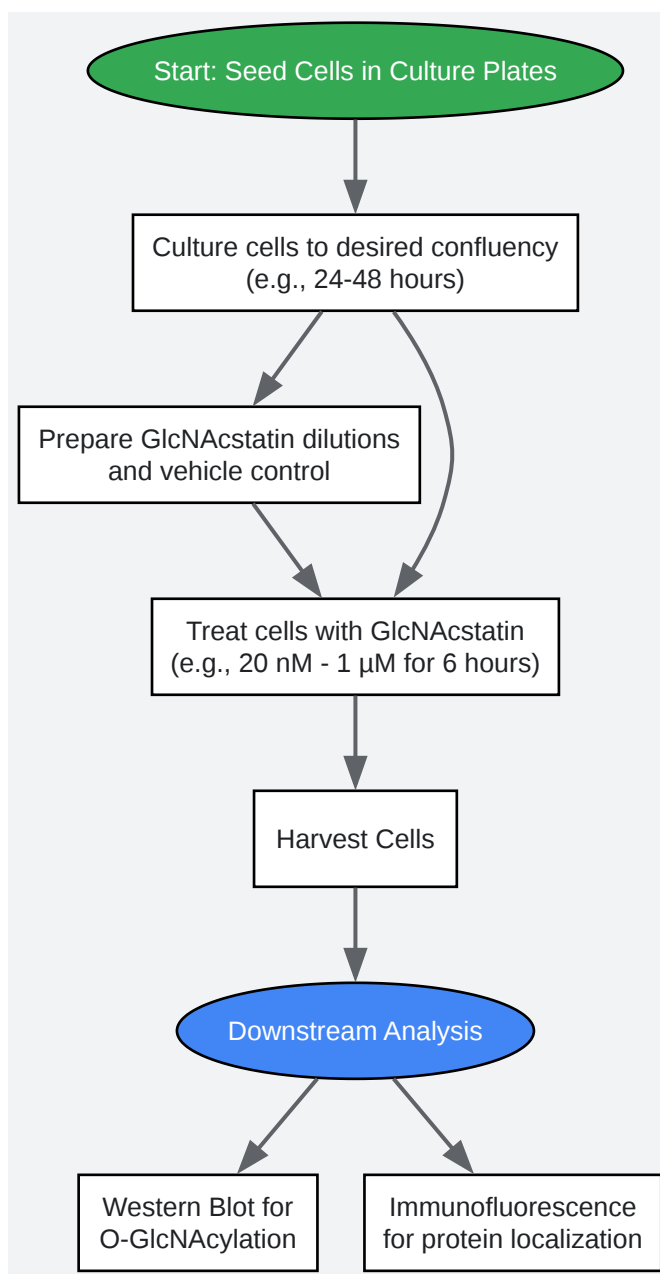 Start: Seed Cells in Culture Plates
Culture cells to desired confluency
(e.g., 24-48 hours)
Prepare GlcNAcstatin dilutions
and vehicle control
Treat cells with GlcNAcstatin
(e.g., 20 nM - 1 µM for 6 hours)
Harvest Cells
Downstream Analysis
Western Blot for
O-GlcNAcylation
Immunofluorescence
for protein localization